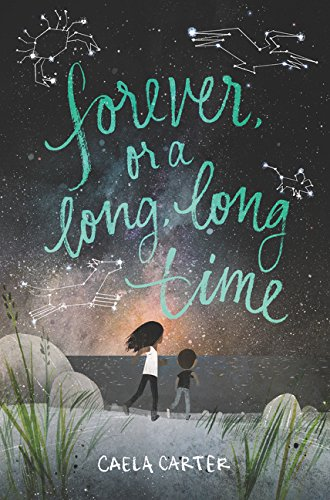 forever,
or a
long, long
time
CAELA CARTER